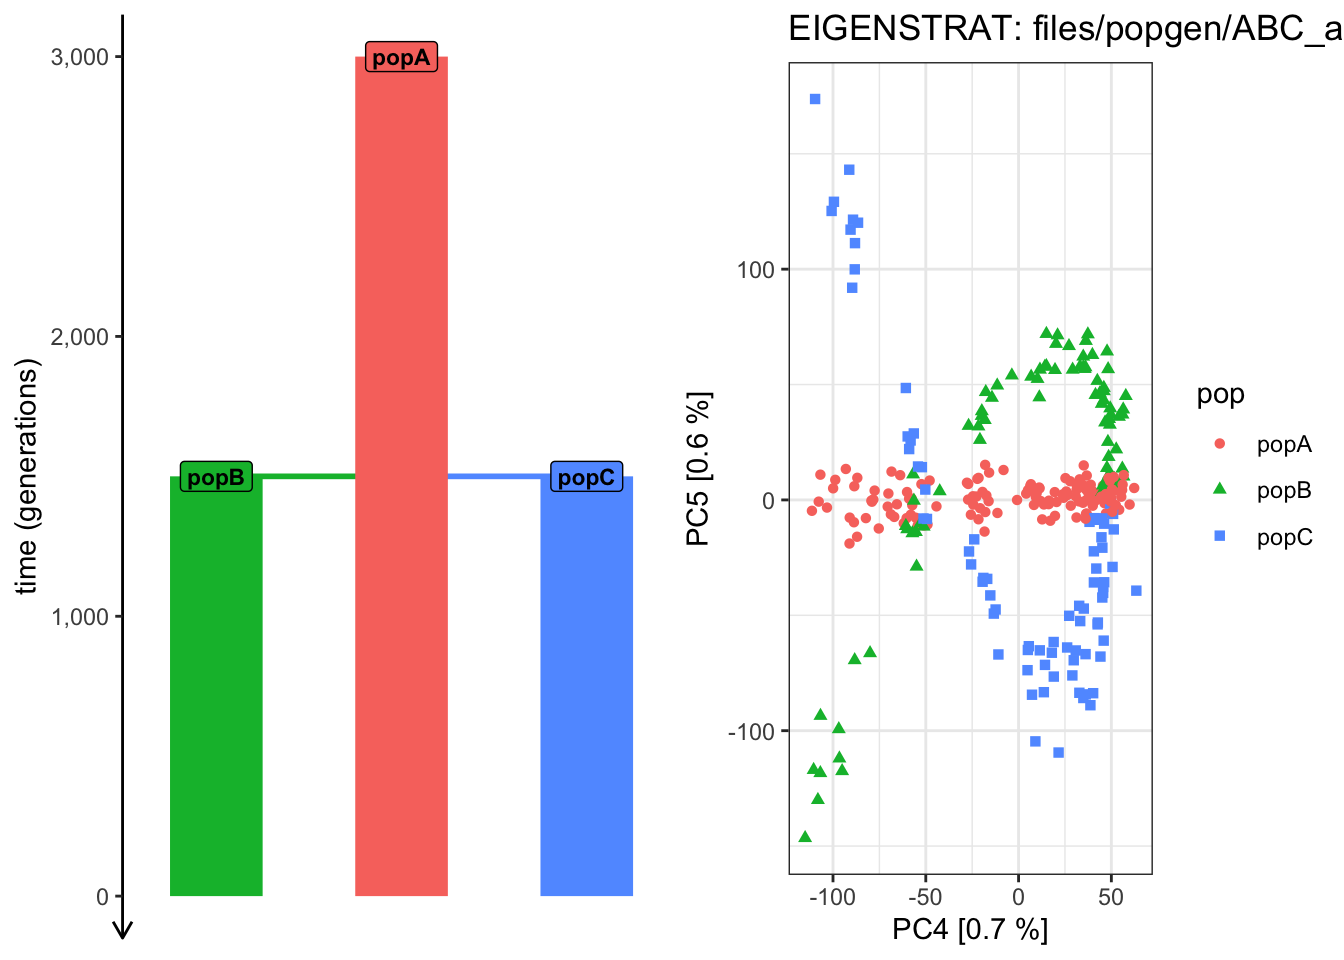 EIGENSTRAT: files/popgen/ABC_a
3,000
2,000
1,000
0
time (generations)
popA
popB
popC
100
0
-100
PC5 [0.6 %]
-100
-50
0
50
PC4 [0.7 %]
pop
popA
popB
popC